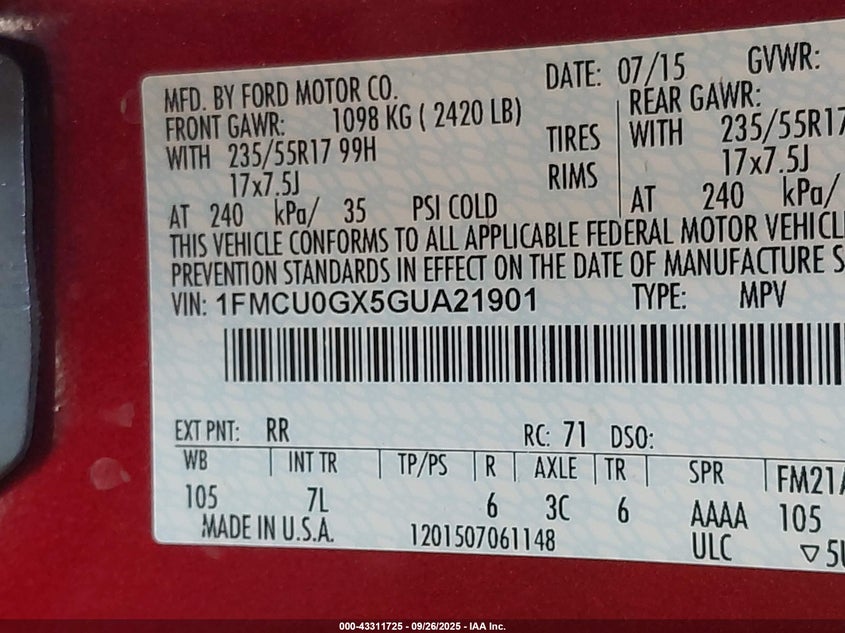 MFD. BY FORD MOTOR CO. DATE: 07/15 GVWR:
FRONT GAWR: 1098 KG ( 2420 LB) REAR GAWR:
WITH 235/55R17 99H TIRES WITH 235/55R17
17x7.5J RIMS 17x7.5J
AT 240 kPa/ 35 PSI COLD AT 240 kPa/
THIS VEHICLE CONFORMS TO ALL APPLICABLE FEDERAL MOTOR VEHICL
PREVENTION STANDARDS IN EFFECT ON THE DATE OF MANUFACTURE S
VIN: 1FMCU0GX5GUA21901 TYPE: MPV
EXT PNT: RR RC: 71 DSO:
WB INT TR TP/PS R AXLE TR SPR FM21A
105 7L 6 3C 6 AAAA 105
MADE IN U.S.A. 1201507061148 ULC ▽5U
000-43311725 - 09/26/2025 - IAA Inc.